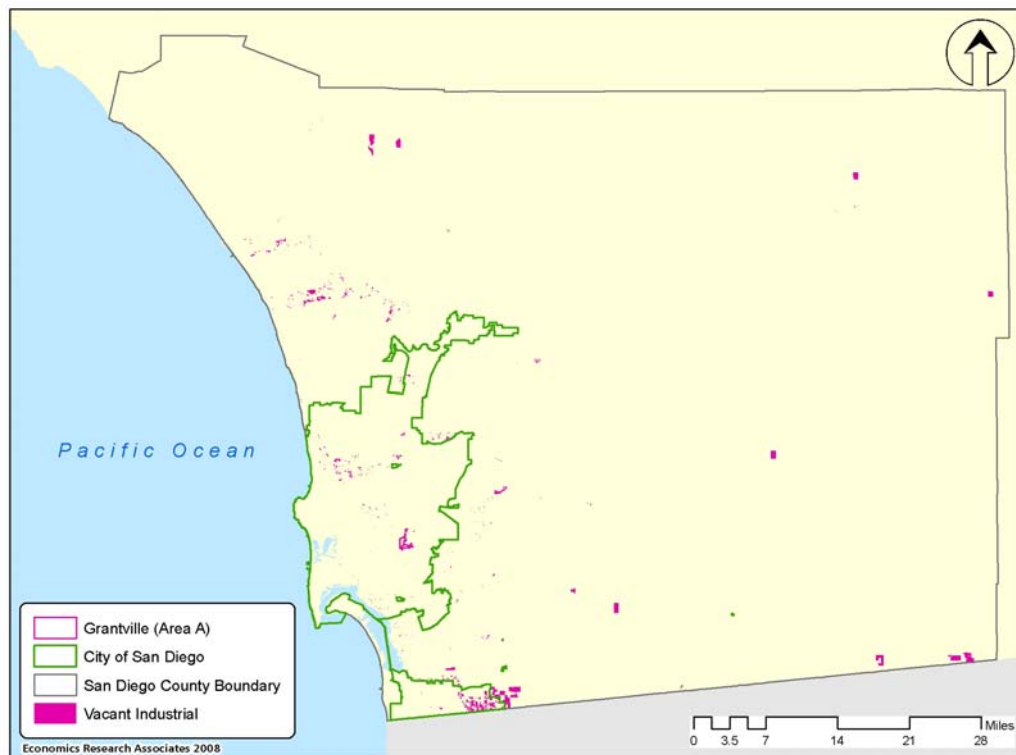 Pacific Ocean
Grantville (Area A)
City of San Diego
San Diego County Boundary
Vacant Industrial
Economics Research Associates 2008
Miles
0 3.5 7 14 21 28